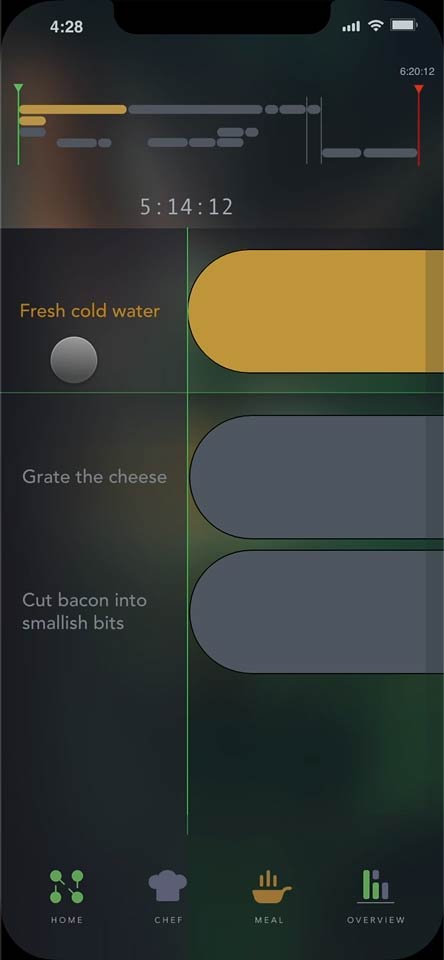 4:28
6:20:12
5:14:12
Fresh cold water
Grate the cheese
Cut bacon into
smallish bits
HOME CHEF MEAL OVERVIEW